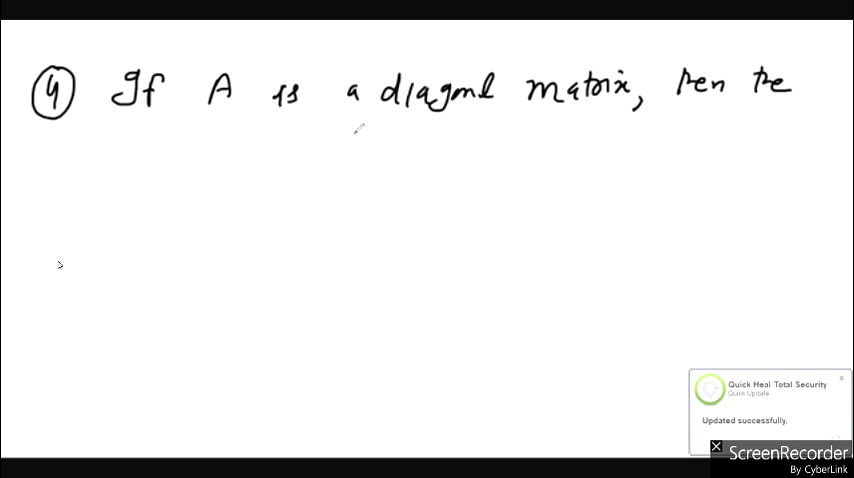 ④ If A is a diagonal matrix, then the
Quick Heal Total Security
Quick Update
Updated successfully.
ScreenRecorder
By CyberLink